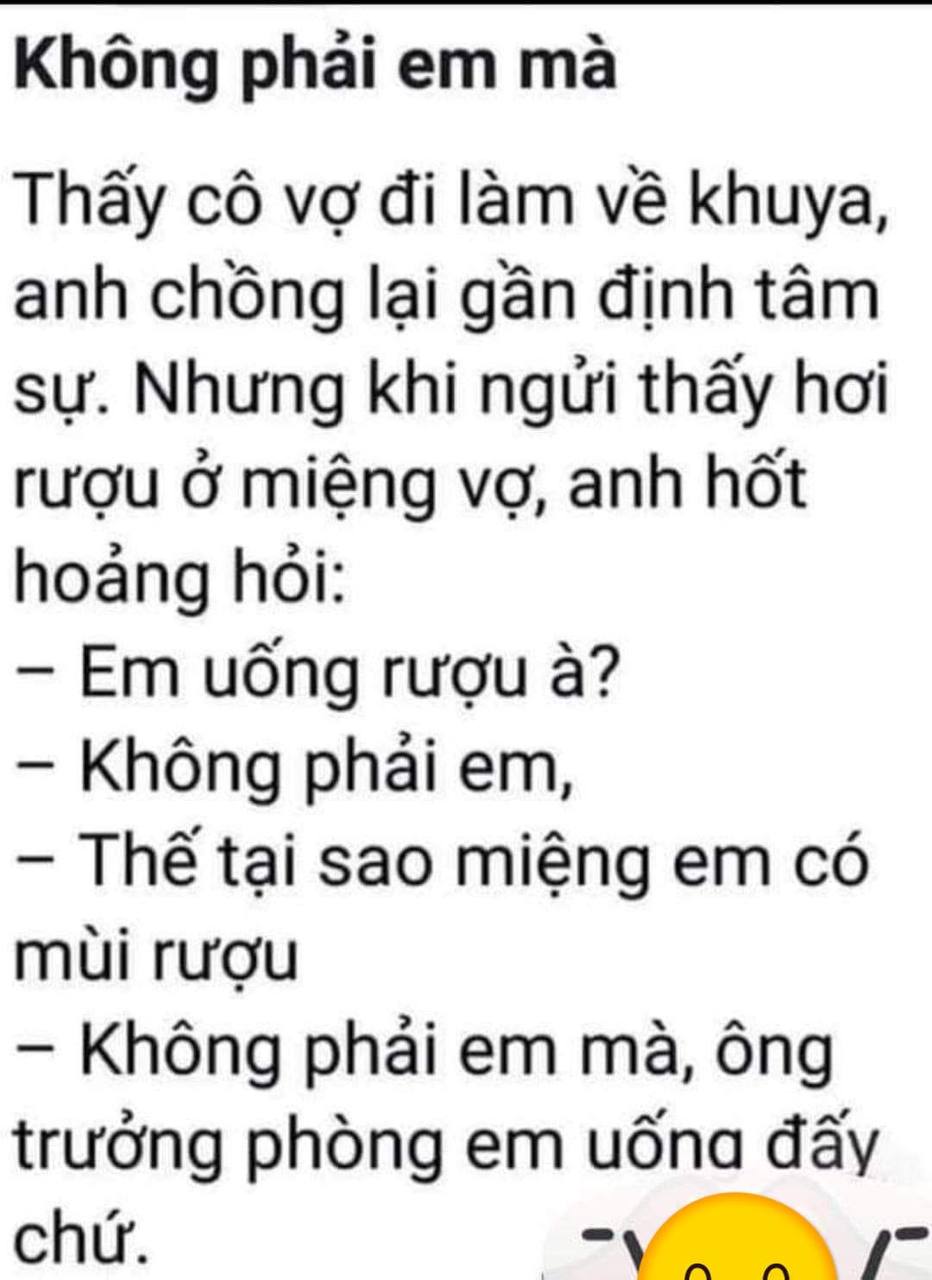 Không phải em mà
Thấy cô vợ đi làm về khuya,
anh chồng lại gần định tâm
sự. Nhưng khi ngửi thấy hơi
rượu ở miệng vợ, anh hốt
hoảng hỏi:
– Em uống rượu à?
– Không phải em,
– Thế tại sao miệng em có
mùi rượu
– Không phải em mà, ông
trưởng phòng em uống đấy
chứ.